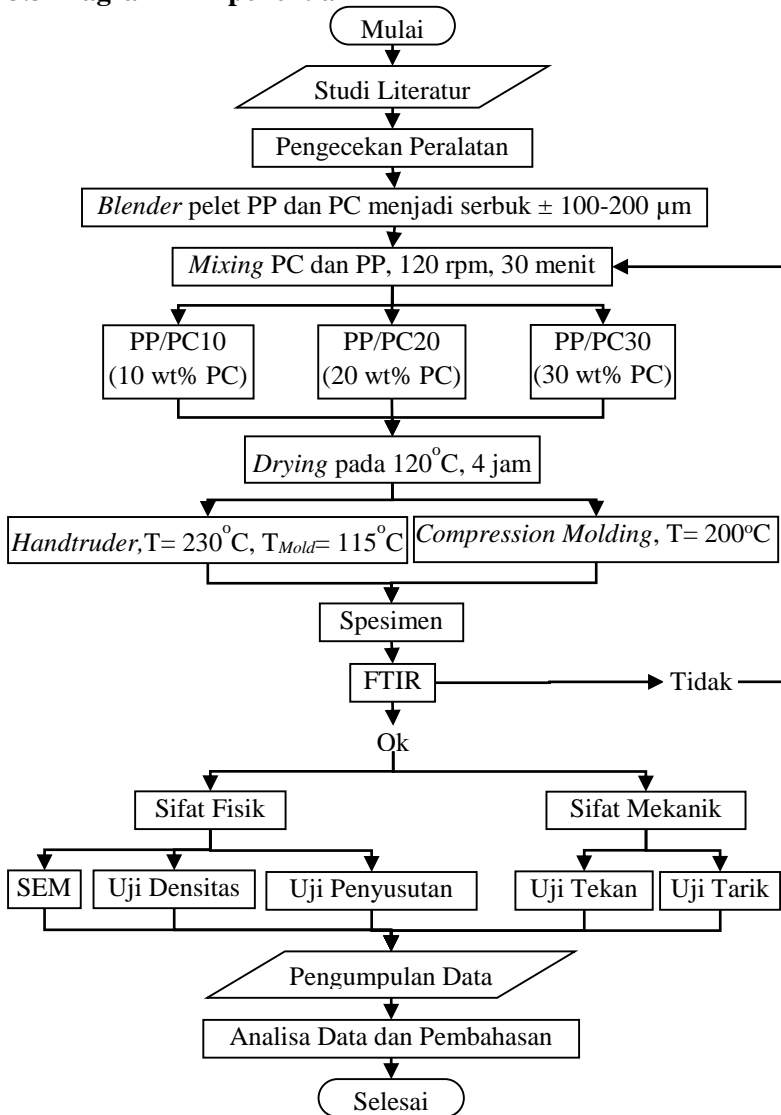 Mulai
Studi Literatur
Pengecekan Peralatan
Blender pelet PP dan PC menjadi serbuk ± 100-200 µm
Mixing PC dan PP, 120 rpm, 30 menit
PP/PC10
(10 wt% PC)
PP/PC20
(20 wt% PC)
PP/PC30
(30 wt% PC)
Drying pada 120°C, 4 jam
Handtruder,T= 230°C, TMold= 115°C
Compression Molding, T= 200°C
Spesimen
FTIR
Tidak
Ok
Sifat Fisik
Sifat Mekanik
SEM
Uji Densitas
Uji Penyusutan
Uji Tekan
Uji Tarik
Pengumpulan Data
Analisa Data dan Pembahasan
Selesai